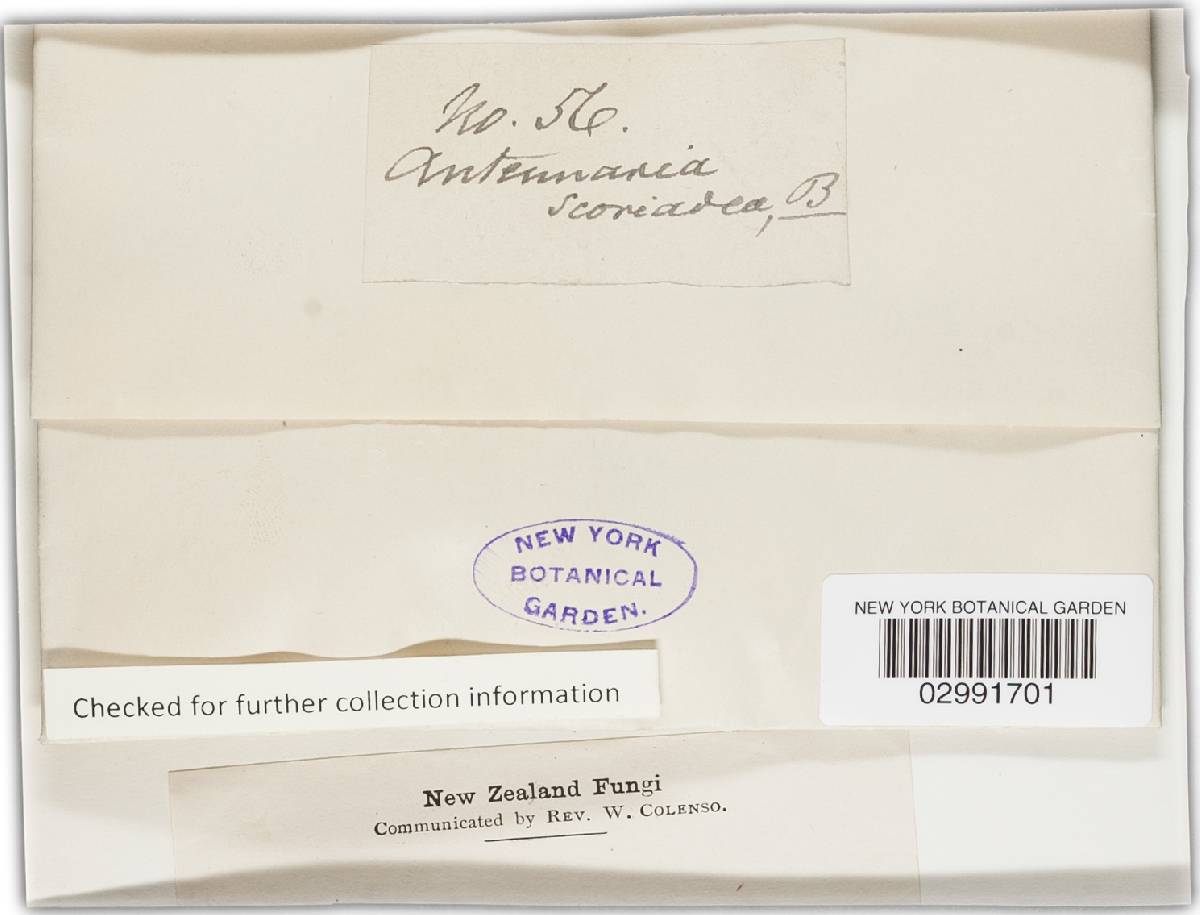 No. 56.
Antennaria
scoriadea, B
NEW YORK
BOTANICAL
GARDEN.
NEW YORK BOTANICAL GARDEN
02991701
Checked for further collection information
New Zealand Fungi
Communicated by REV. W. COLENSO.